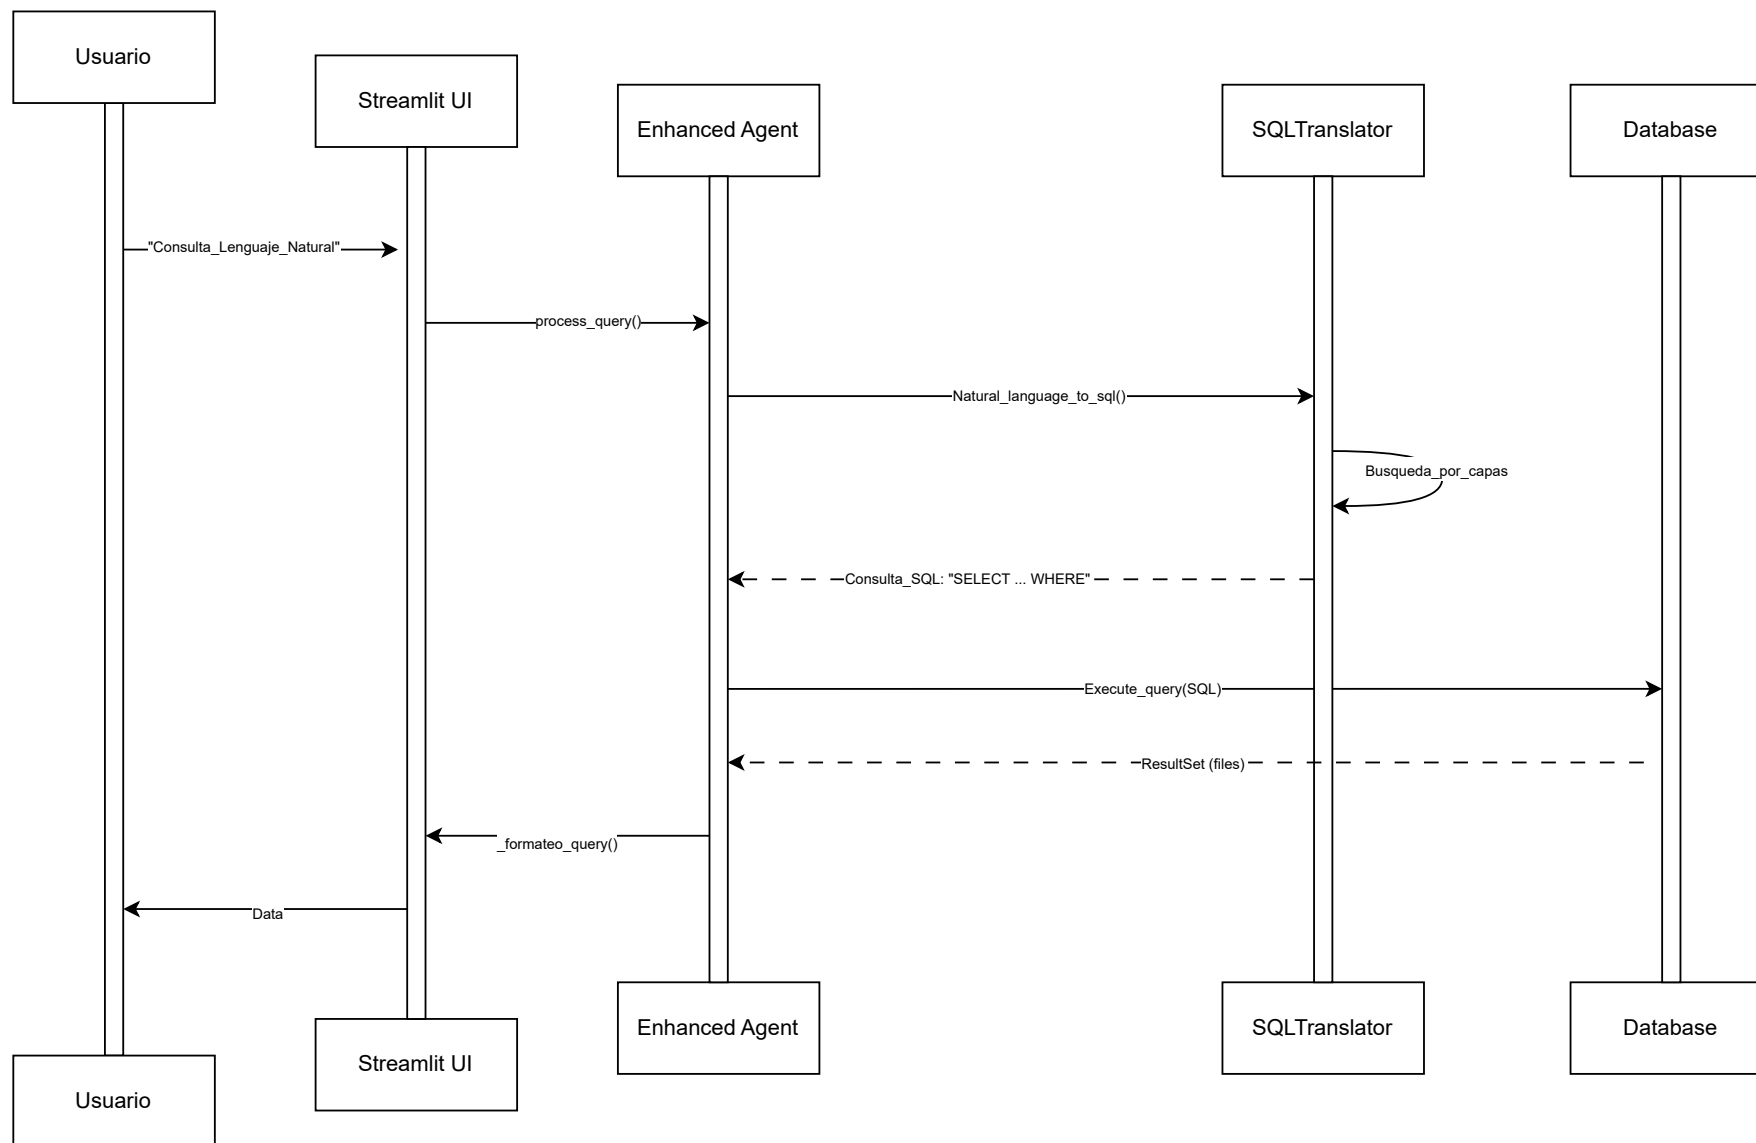 Usuario
Streamlit UI
Enhanced Agent
SQLTranslator
Database
"Consulta_Lenguaje_Natural"
process_query()
Natural_language_to_sql()
Busqueda_por_capas
Consulta_SQL: "SELECT ... WHERE"
Execute_query(SQL)
ResultSet (files)
_formateo_query()
Data
Enhanced Agent
SQLTranslator
Database
Streamlit UI
Usuario